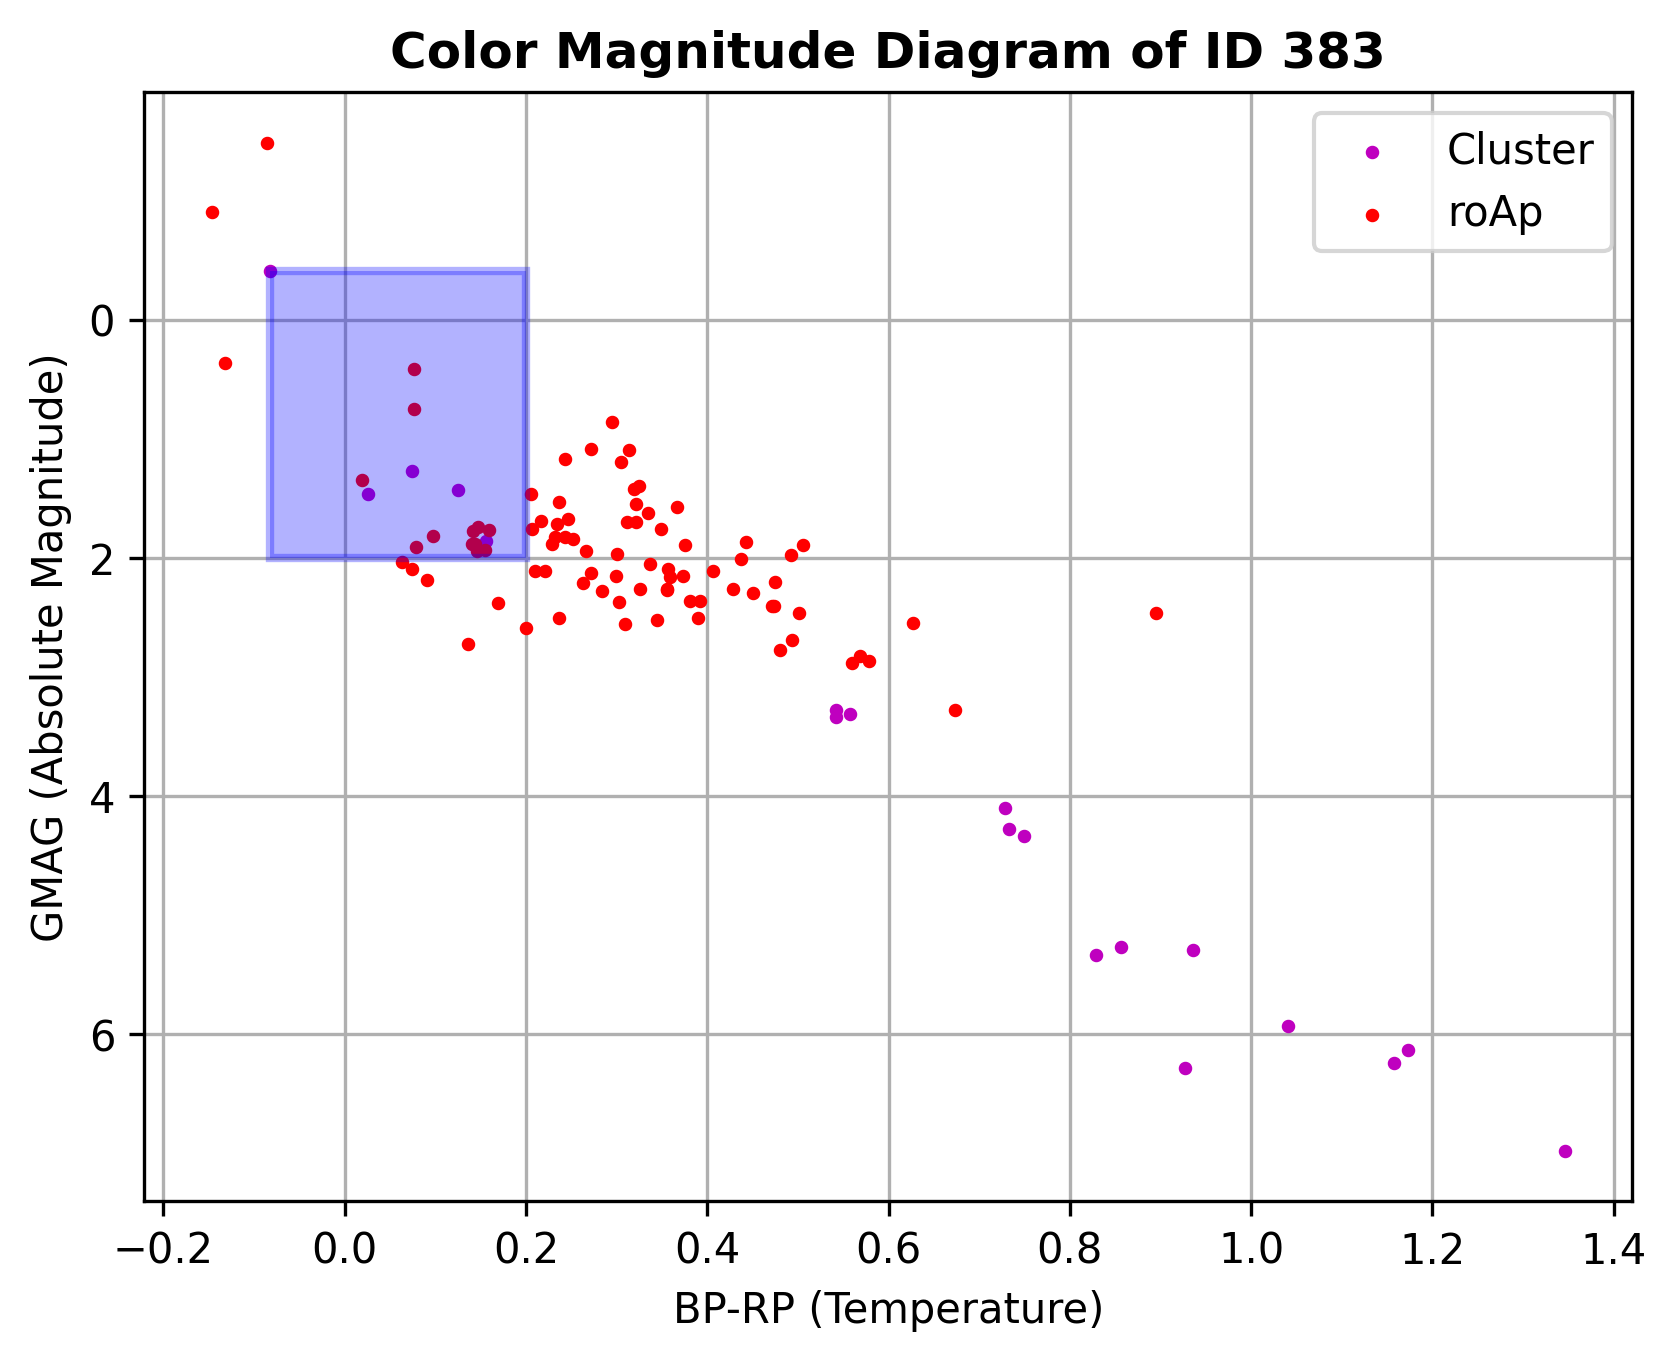 Color Magnitude Diagram of ID 383
Cluster
roAp
0
2
4
6
GMAG (Absolute Magnitude)
−0.2 0.0 0.2 0.4 0.6 0.8 1.0 1.2 1.4
BP-RP (Temperature)